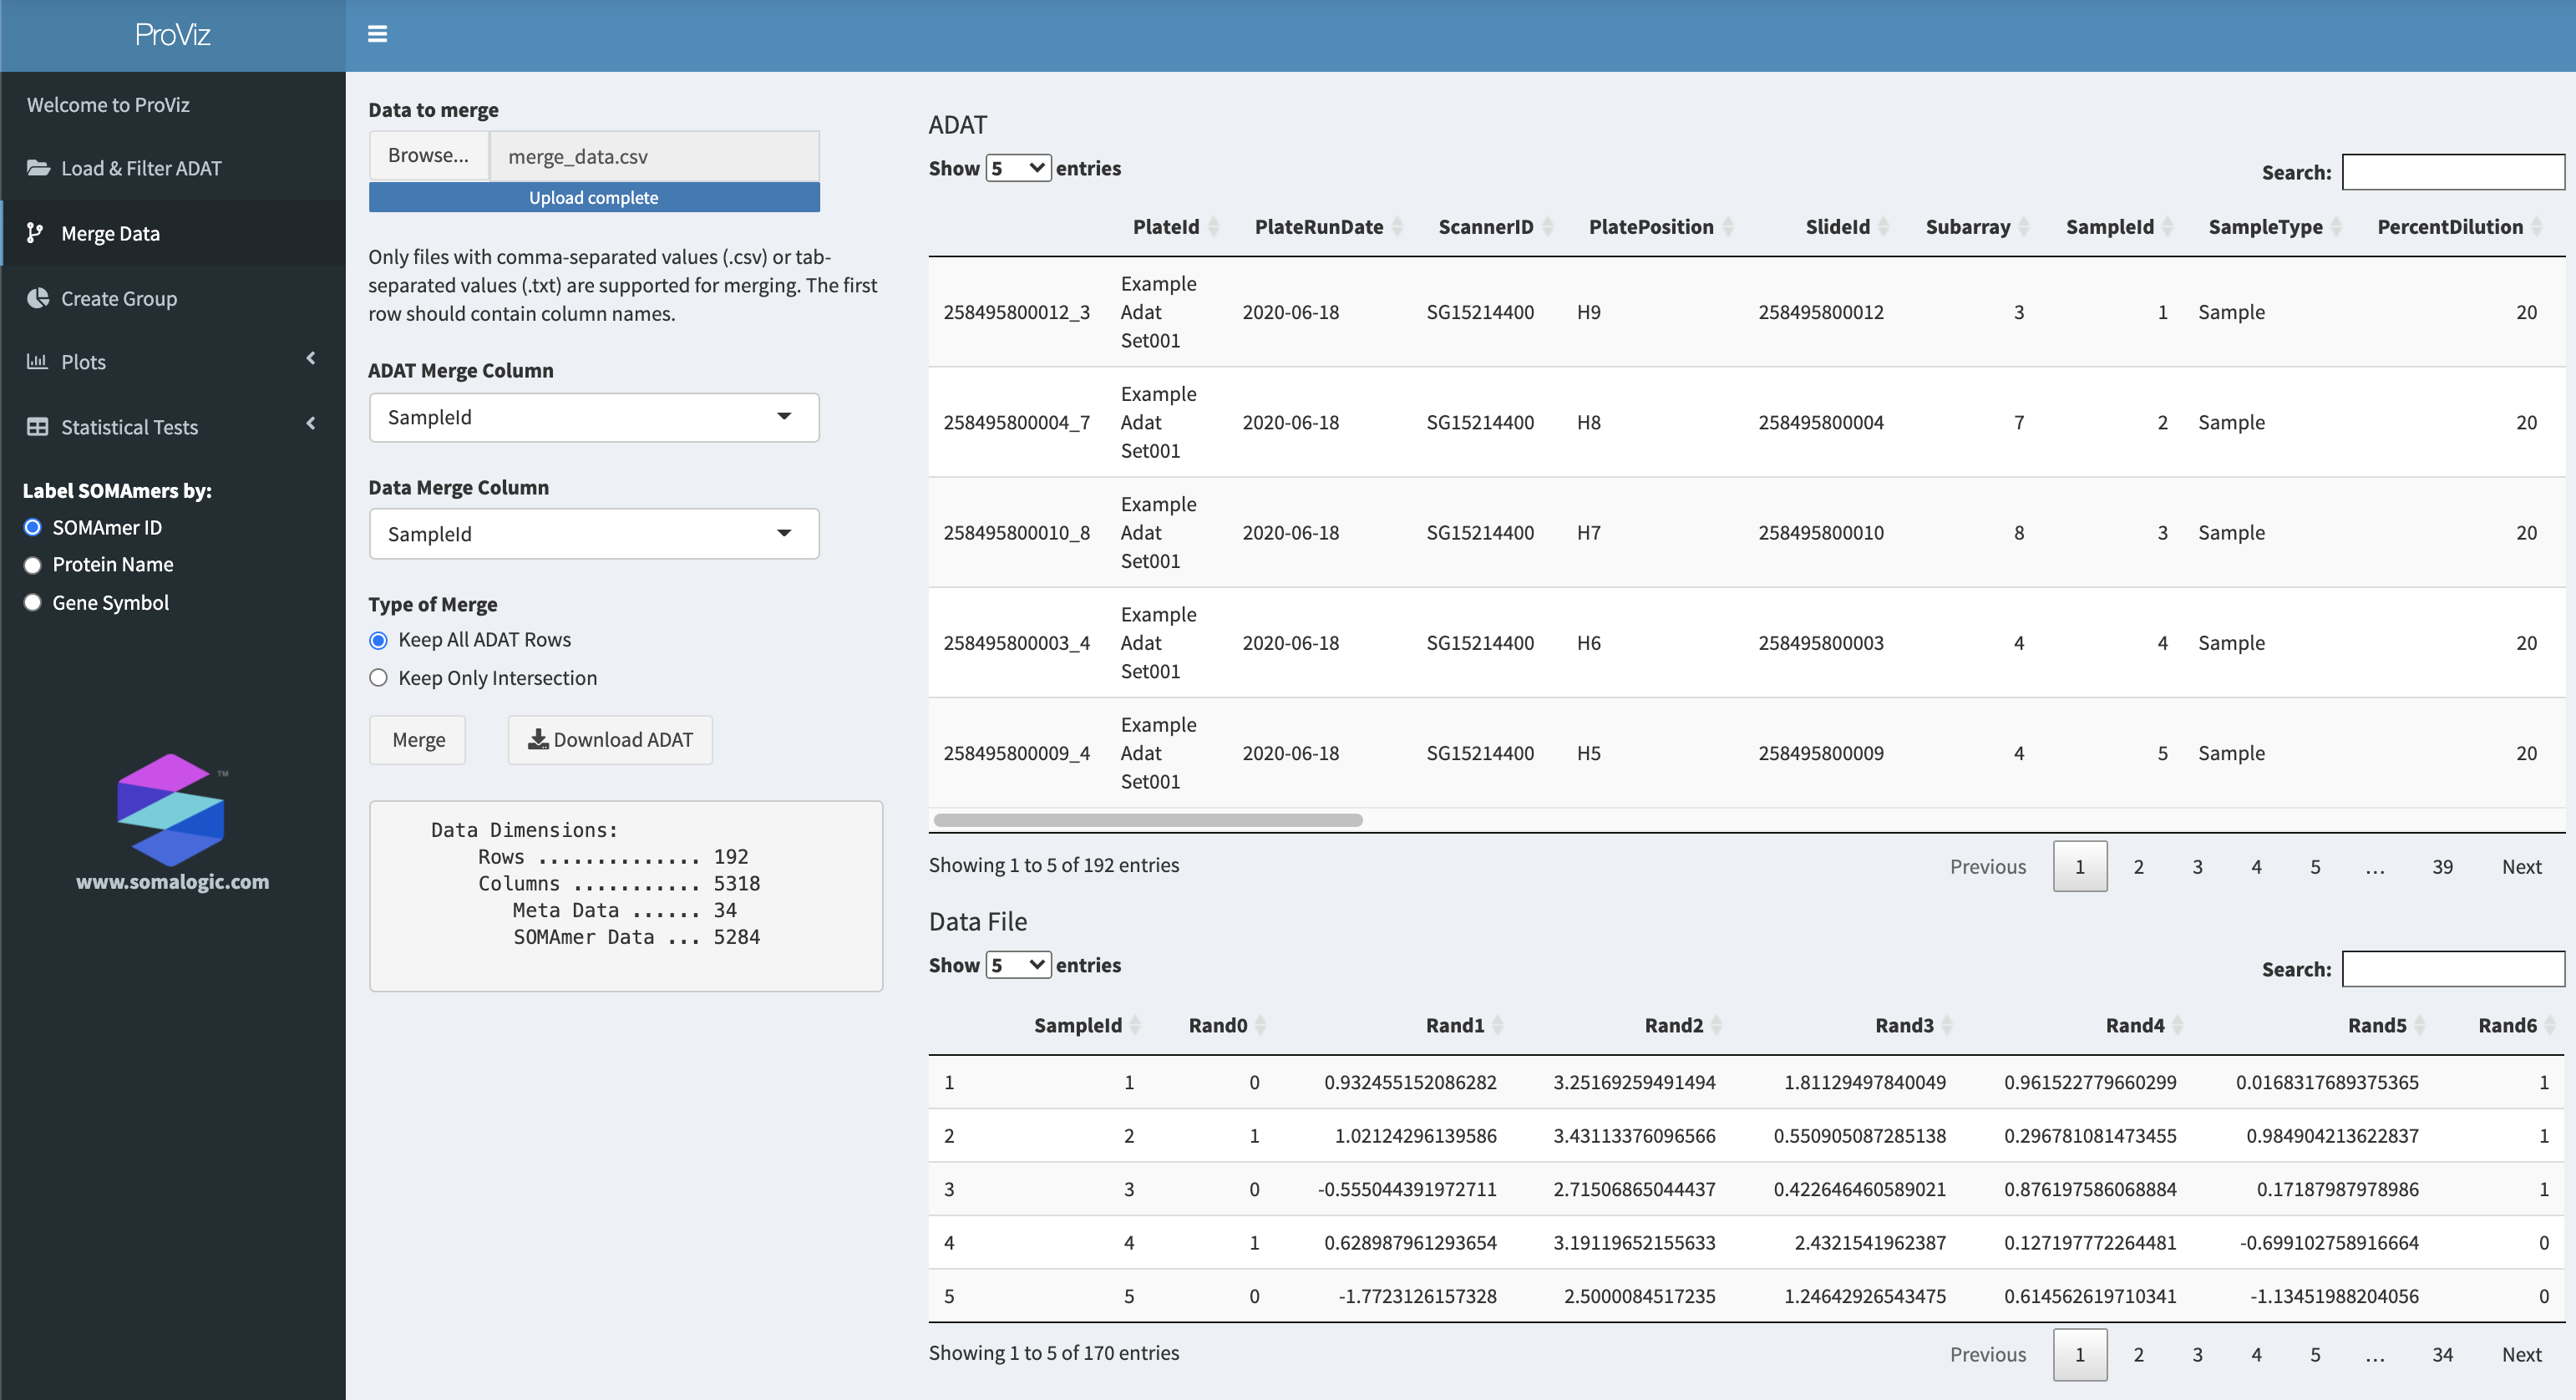 ProViz
Welcome to ProViz
Load & Filter ADAT
Merge Data
Create Group
Plots
Statistical Tests
Label SOMAmers by:
SOMAmer ID
Protein Name
Gene Symbol
TM
www.somalogic.com
Data to merge
Browse... merge_data.csv
Upload complete
Only files with comma-separated values (.csv) or tab-
separated values (.txt) are supported for merging. The first
row should contain column names.
ADAT Merge Column
SampleId
Data Merge Column
SampleId
Type of Merge
Keep All ADAT Rows
Keep Only Intersection
Merge Download ADAT
Data Dimensions:
Rows .............. 192
Columns ........... 5318
Meta Data ...... 34
SOMAmer Data ... 5284
ADAT
Show 5 entries Search:
PlateId PlateRunDate ScannerID PlatePosition SlideId Subarray SampleId SampleType PercentDilution
258495800012_3 Example Adat Set001 2020-06-18 SG15214400 H9 258495800012 3 1 Sample 20
258495800004_7 Example Adat Set001 2020-06-18 SG15214400 H8 258495800004 7 2 Sample 20
258495800010_8 Example Adat Set001 2020-06-18 SG15214400 H7 258495800010 8 3 Sample 20
258495800003_4 Example Adat Set001 2020-06-18 SG15214400 H6 258495800003 4 4 Sample 20
258495800009_4 Example Adat Set001 2020-06-18 SG15214400 H5 258495800009 4 5 Sample 20
Showing 1 to 5 of 192 entries Previous 1 2 3 4 5 ... 39 Next
Data File
Show 5 entries Search:
SampleId Rand0 Rand1 Rand2 Rand3 Rand4 Rand5 Rand6
1 1 0 0.932455152086282 3.25169259491494 1.81129497840049 0.961522779660299 0.0168317689375365 1
2 2 1 1.02124296139586 3.43113376096566 0.550905087285138 0.296781081473455 0.984904213622837 1
3 3 0 -0.555044391972711 2.71506865044437 0.422646460589021 0.876197586068884 0.17187987978986 1
4 4 1 0.628987961293654 3.19119652155633 2.4321541962387 0.127197772264481 -0.699102758916664 0
5 5 0 -1.7723126157328 2.5000084517235 1.24642926543475 0.614562619710341 -1.13451988204056 0
Showing 1 to 5 of 170 entries Previous 1 2 3 4 5 ... 34 Next